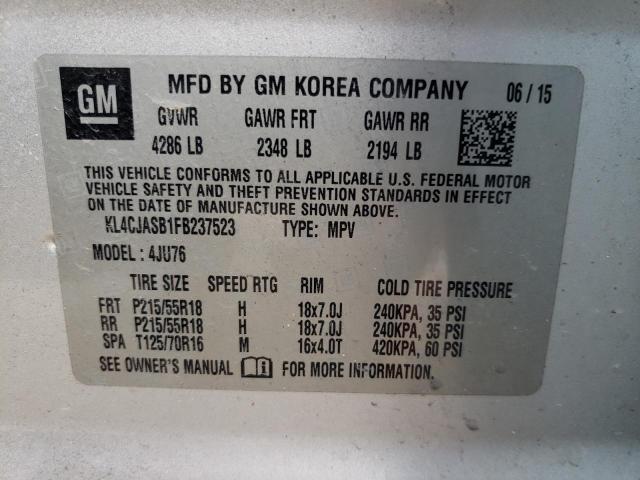 GM
MFD BY GM KOREA COMPANY 06 / 15
GVWR GAWR FRT GAWR RR
4286 LB 2348 LB 2194 LB
THIS VEHICLE CONFORMS TO ALL APPLICABLE U.S. FEDERAL MOTOR
VEHICLE SAFETY AND THEFT PREVENTION STANDARDS IN EFFECT
ON THE DATE OF MANUFACTURE SHOWN ABOVE.
KL4CJASB1FB237523 TYPE: MPV
MODEL: 4JU76
TIRE SIZE SPEED RTG RIM COLD TIRE PRESSURE
FRT P215/55R18 H 18x7.0J 240KPA, 35 PSI
RR P215/55R18 H 18x7.0J 240KPA, 35 PSI
SPA T125/70R16 M 16x4.0T 420KPA, 60 PSI
SEE OWNER'S MANUAL FOR MORE INFORMATION.